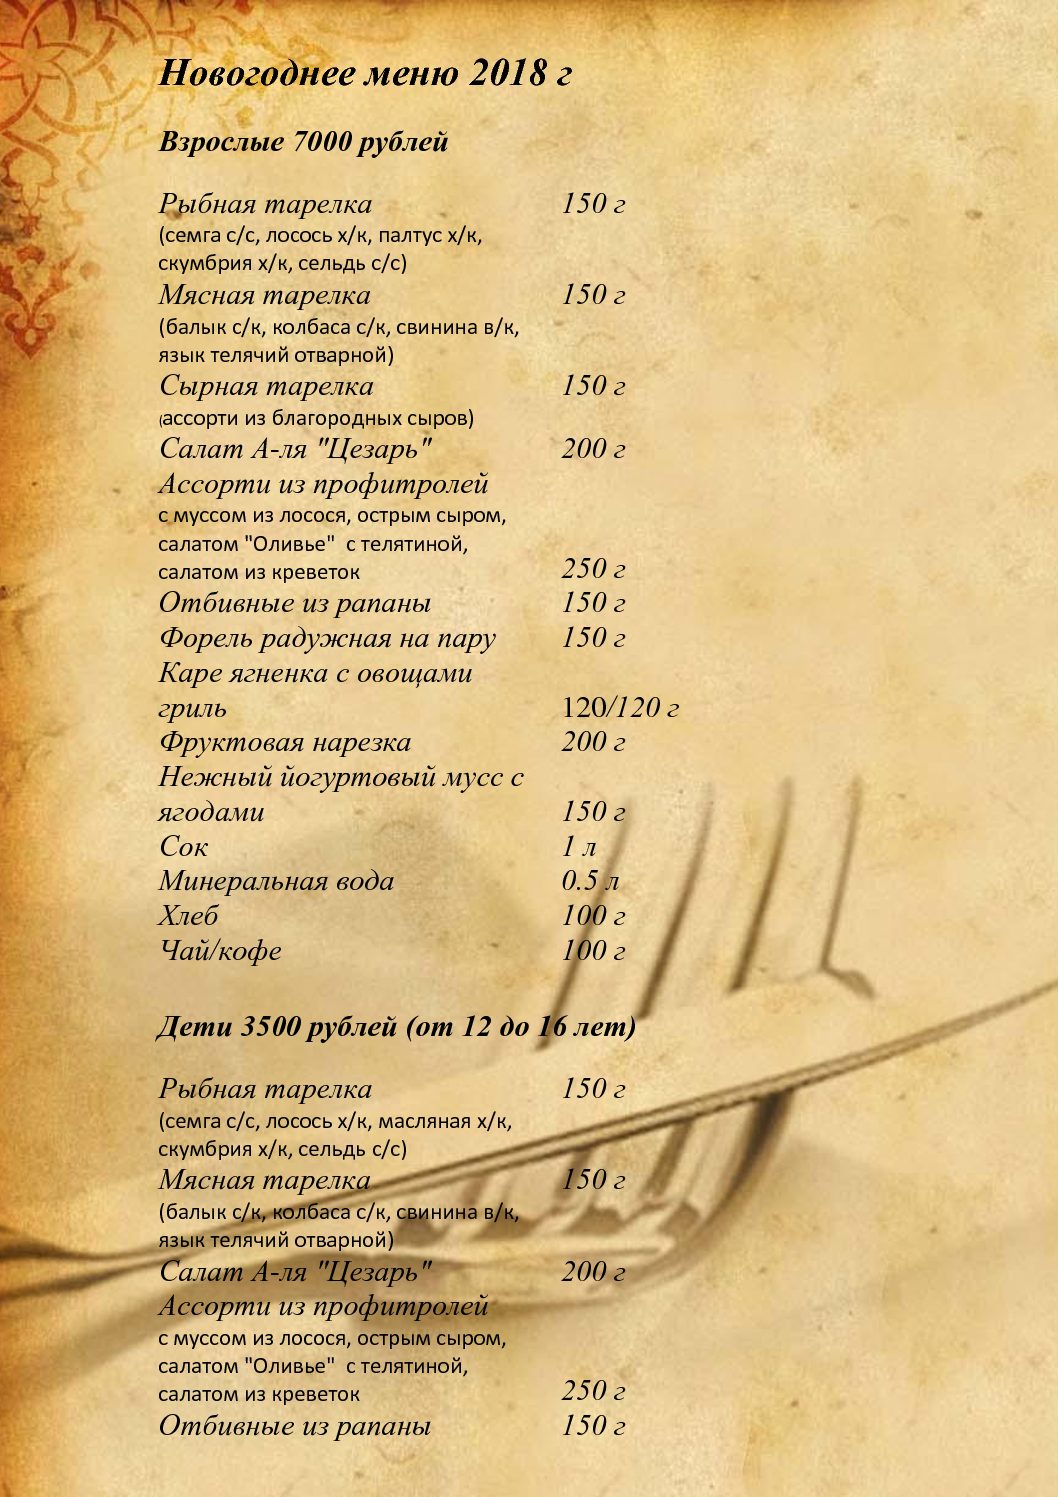 Новогоднее меню 2018 г
Взрослые 7000 рублей
Рыбная тарелка 150 г
(семга с/с, лосось х/к, палтус х/к,
скумбрия х/к, сельдь с/с)
Мясная тарелка 150 г
(балык с/к, колбаса с/к, свинина в/к,
язык телячий отварной)
Сырная тарелка 150 г
(ассорти из благородных сыров)
Салат А-ля "Цезарь" 200 г
Ассорти из профитролей
с муссом из лосося, острым сыром,
салатом "Оливье"  с телятиной,
салатом из креветок 250 г
Отбивные из рапаны 150 г
Форель радужная на пару 150 г
Каре ягненка с овощами
гриль 120/120 г
Фруктовая нарезка 200 г
Нежный йогуртовый мусс с
ягодами 150 г
Сок 1 л
Минеральная вода 0.5 л
Хлеб 100 г
Чай/кофе 100 г
Дети 3500 рублей (от 12 до 16 лет)
Рыбная тарелка 150 г
(семга с/с, лосось х/к, масляная х/к,
скумбрия х/к, сельдь с/с)
Мясная тарелка 150 г
(балык с/к, колбаса с/к, свинина в/к,
язык телячий отварной)
Салат А-ля "Цезарь" 200 г
Ассорти из профитролей
с муссом из лосося, острым сыром,
салатом "Оливье"  с телятиной,
салатом из креветок 250 г
Отбивные из рапаны 150 г